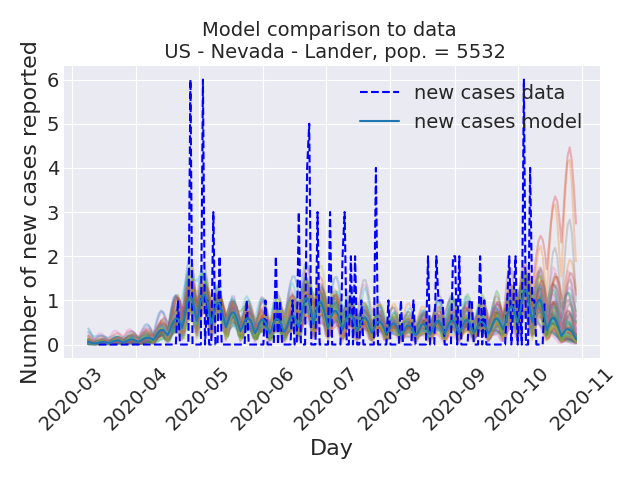 Model comparison to data
US - Nevada - Lander, pop. = 5532
Number of new cases reported
6
5
4
3
2
1
0
new cases data
new cases model
2020-03
2020-04
2020-05
2020-06
2020-07
2020-08
2020-09
2020-10
2020-11
Day